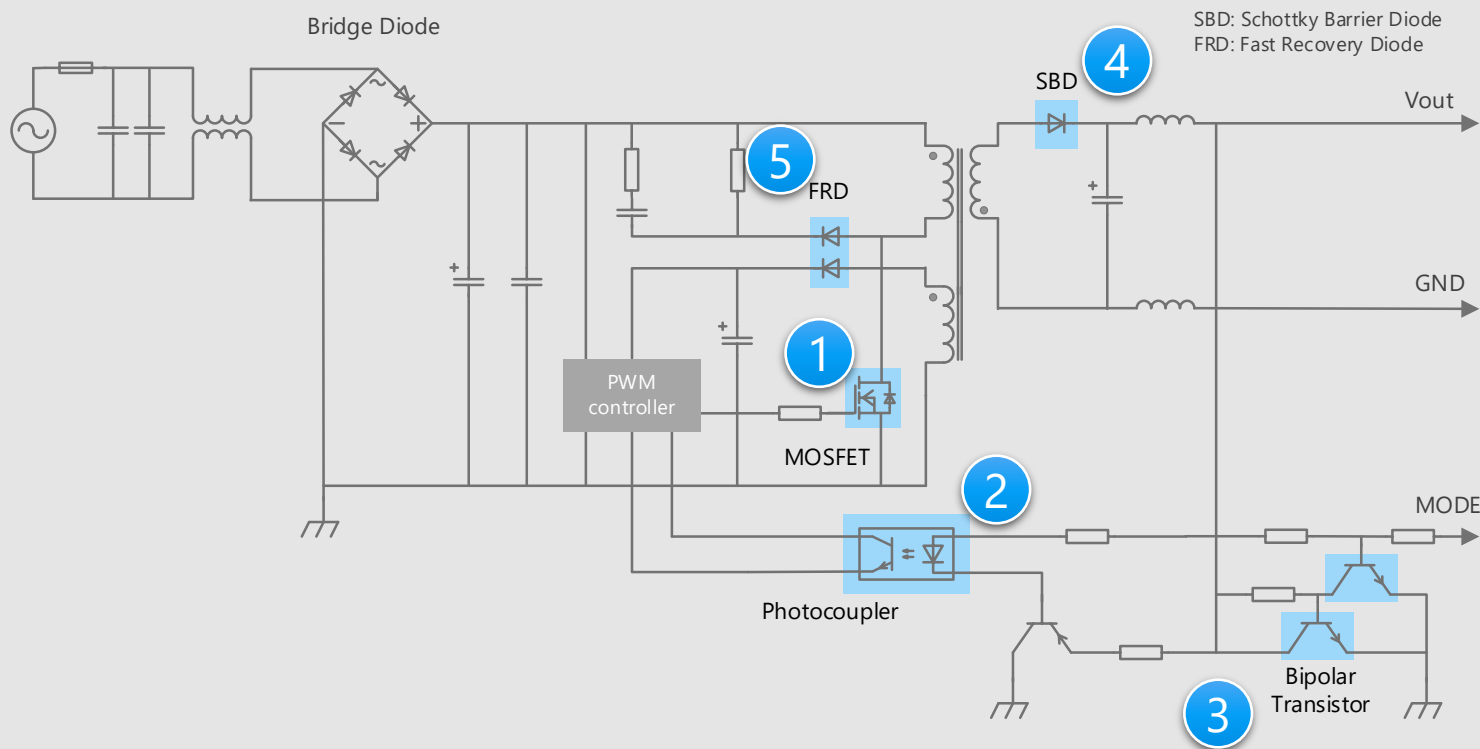 Bridge Diode
SBD: Schottky Barrier Diode
FRD: Fast Recovery Diode
4
SBD
Vout
5
FRD
GND
1
PWM
controller
MOSFET
2
MODE
Photocoupler
Bipolar
Transistor
3